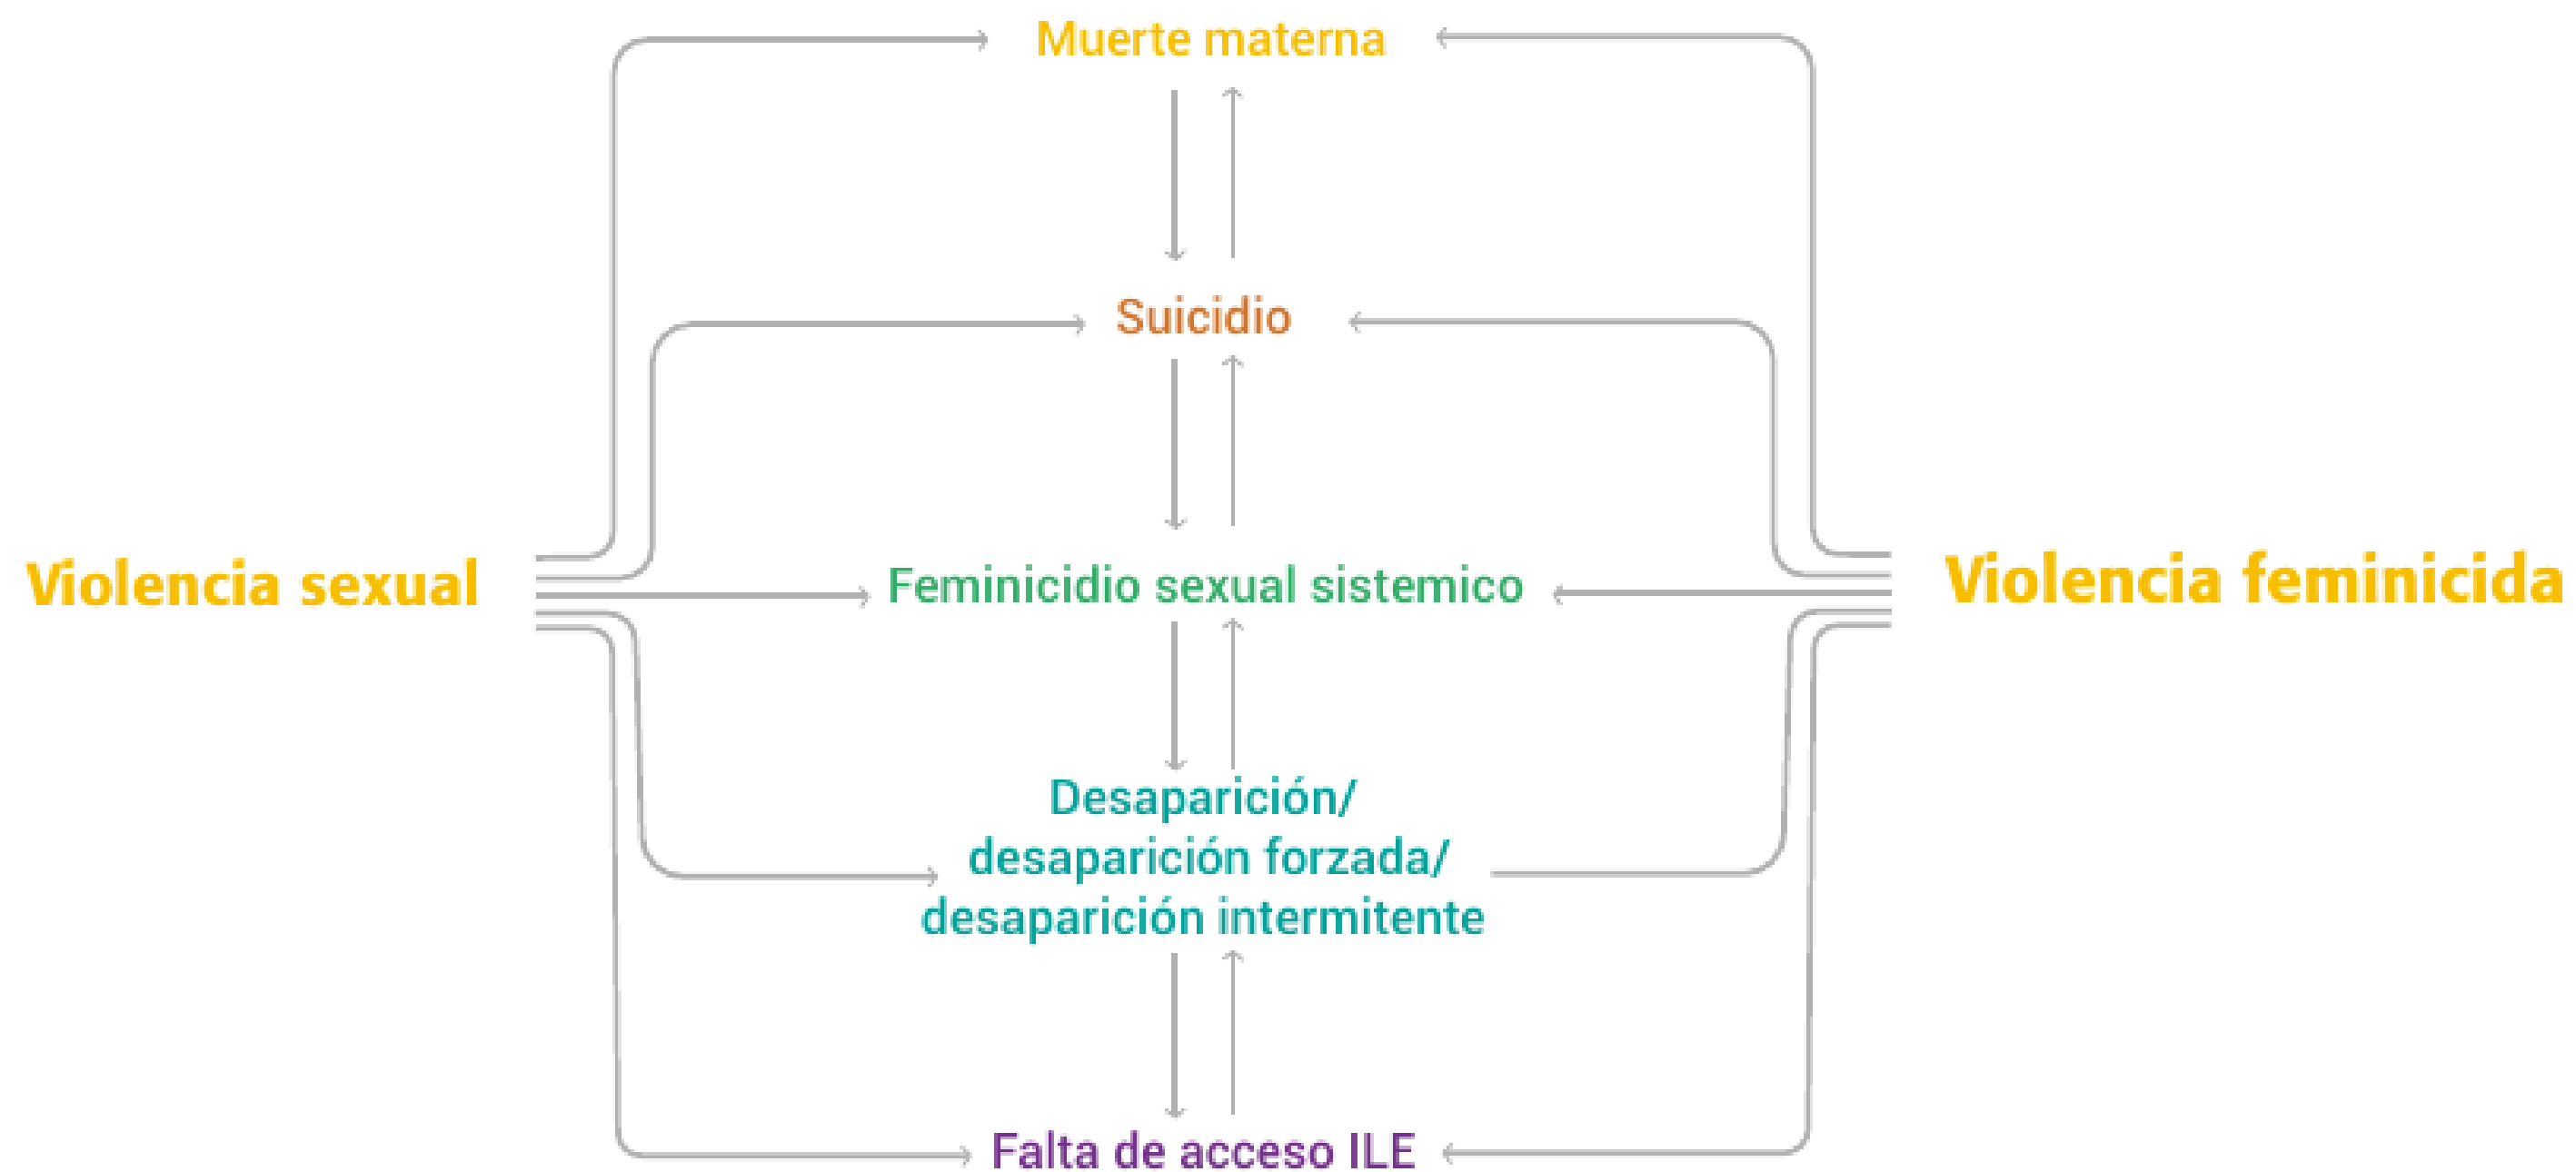 Muerte materna
Suicidio
Violencia sexual
Feminicidio sexual sistemico
Violencia feminicida
Desaparición/
desaparición forzada/
desaparición intermitente
Falta de acceso ILE